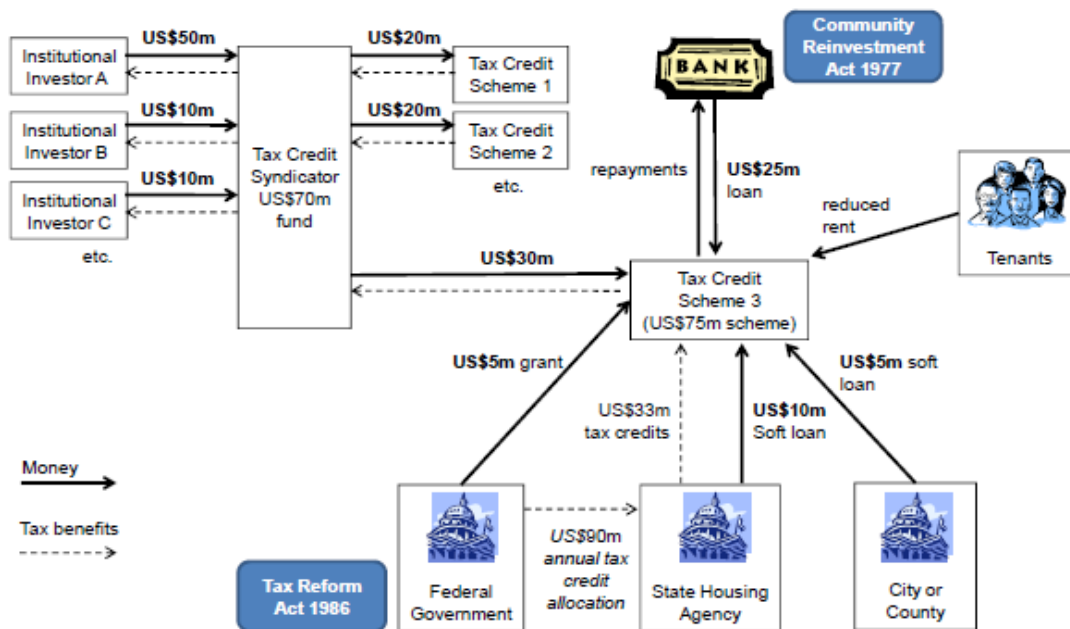 Institutional
Investor A
US$50m
Institutional
Investor B
US$10m
Institutional
Investor C
US$10m
etc.
Tax Credit
Syndicator
US$70m
fund
US$20m
Tax Credit
Scheme 1
US$20m
Tax Credit
Scheme 2
etc.
BANK
Community
Reinvestment
Act 1977
repayments
US$25m
loan
reduced
rent
Tenants
US$30m
Tax Credit
Scheme 3
(US$75m scheme)
US$5m grant
US$33m
tax credits
US$10m
Soft loan
US$5m soft
loan
Money
Tax benefits
Tax Reform
Act 1986
Federal
Government
US$90m
annual tax
credit
allocation
State Housing
Agency
City or
County